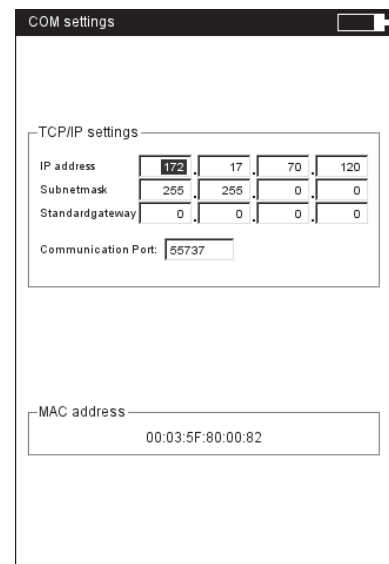 COM settings
TCP/IP settings
IP address 172 . 17 . 70 . 120
Subnetmask 255 . 255 . 0 . 0
Standardgateway 0 . 0 . 0 . 0
Communication Port: 55737
MAC address
00:03:5F:80:00:82